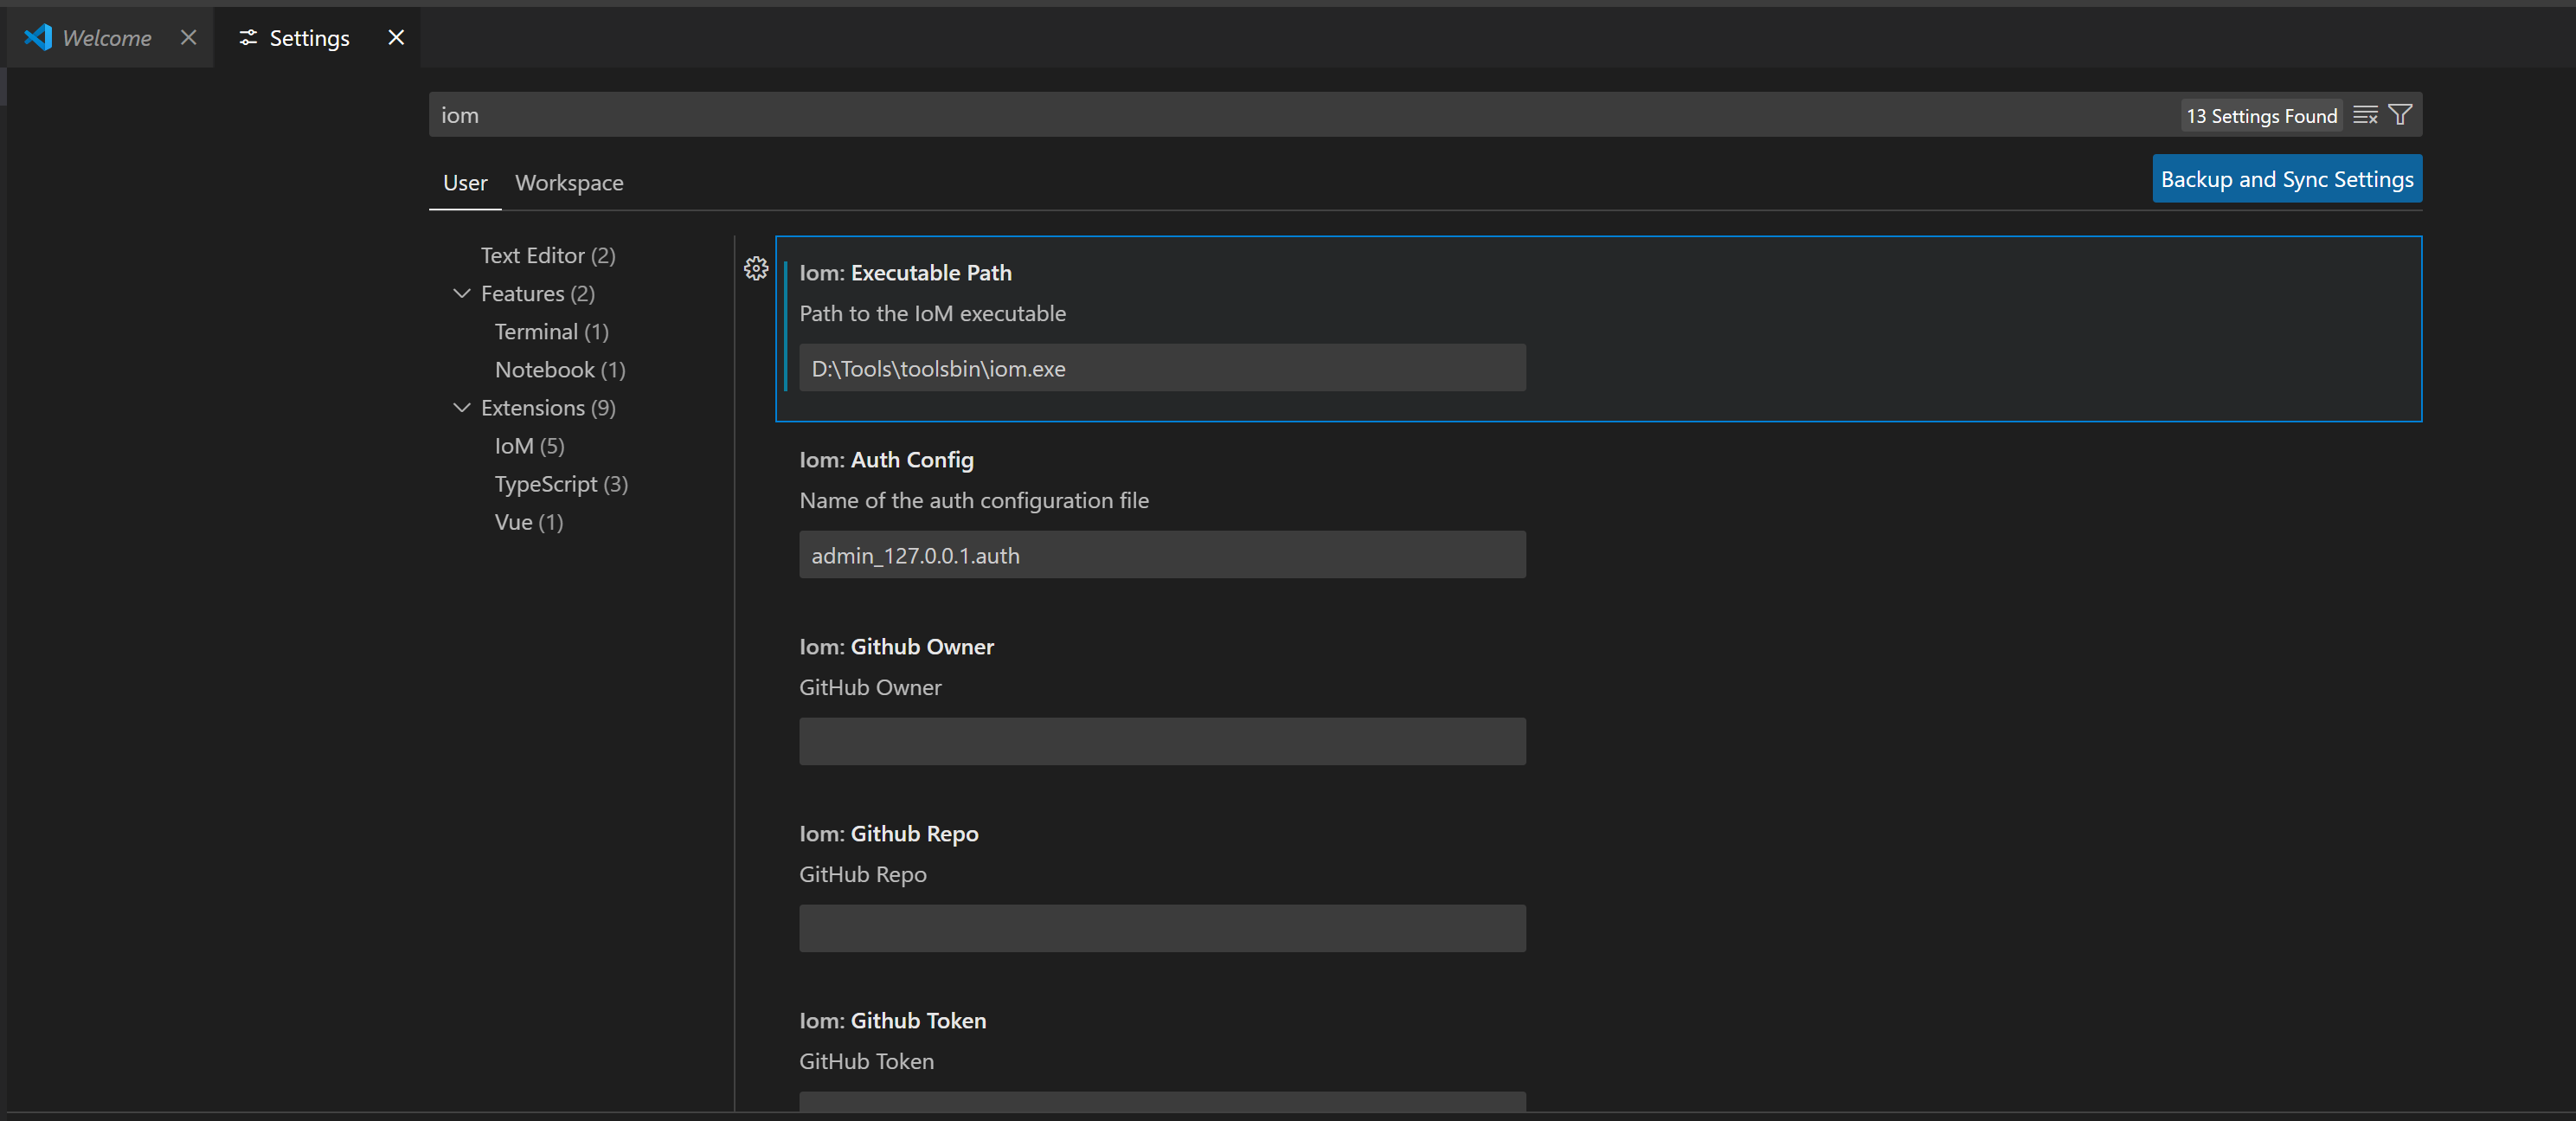 Welcome
Settings
iom
13 Settings Found
User
Workspace
Backup and Sync Settings
Text Editor (2)
Features (2)
Terminal (1)
Notebook (1)
Extensions (9)
IoM (5)
TypeScript (3)
Vue (1)
Iom: Executable Path
Path to the IoM executable
D:\Tools\toolsbin\iom.exe
Iom: Auth Config
Name of the auth configuration file
admin_127.0.0.1.auth
Iom: Github Owner
GitHub Owner
Iom: Github Repo
GitHub Repo
Iom: Github Token
GitHub Token